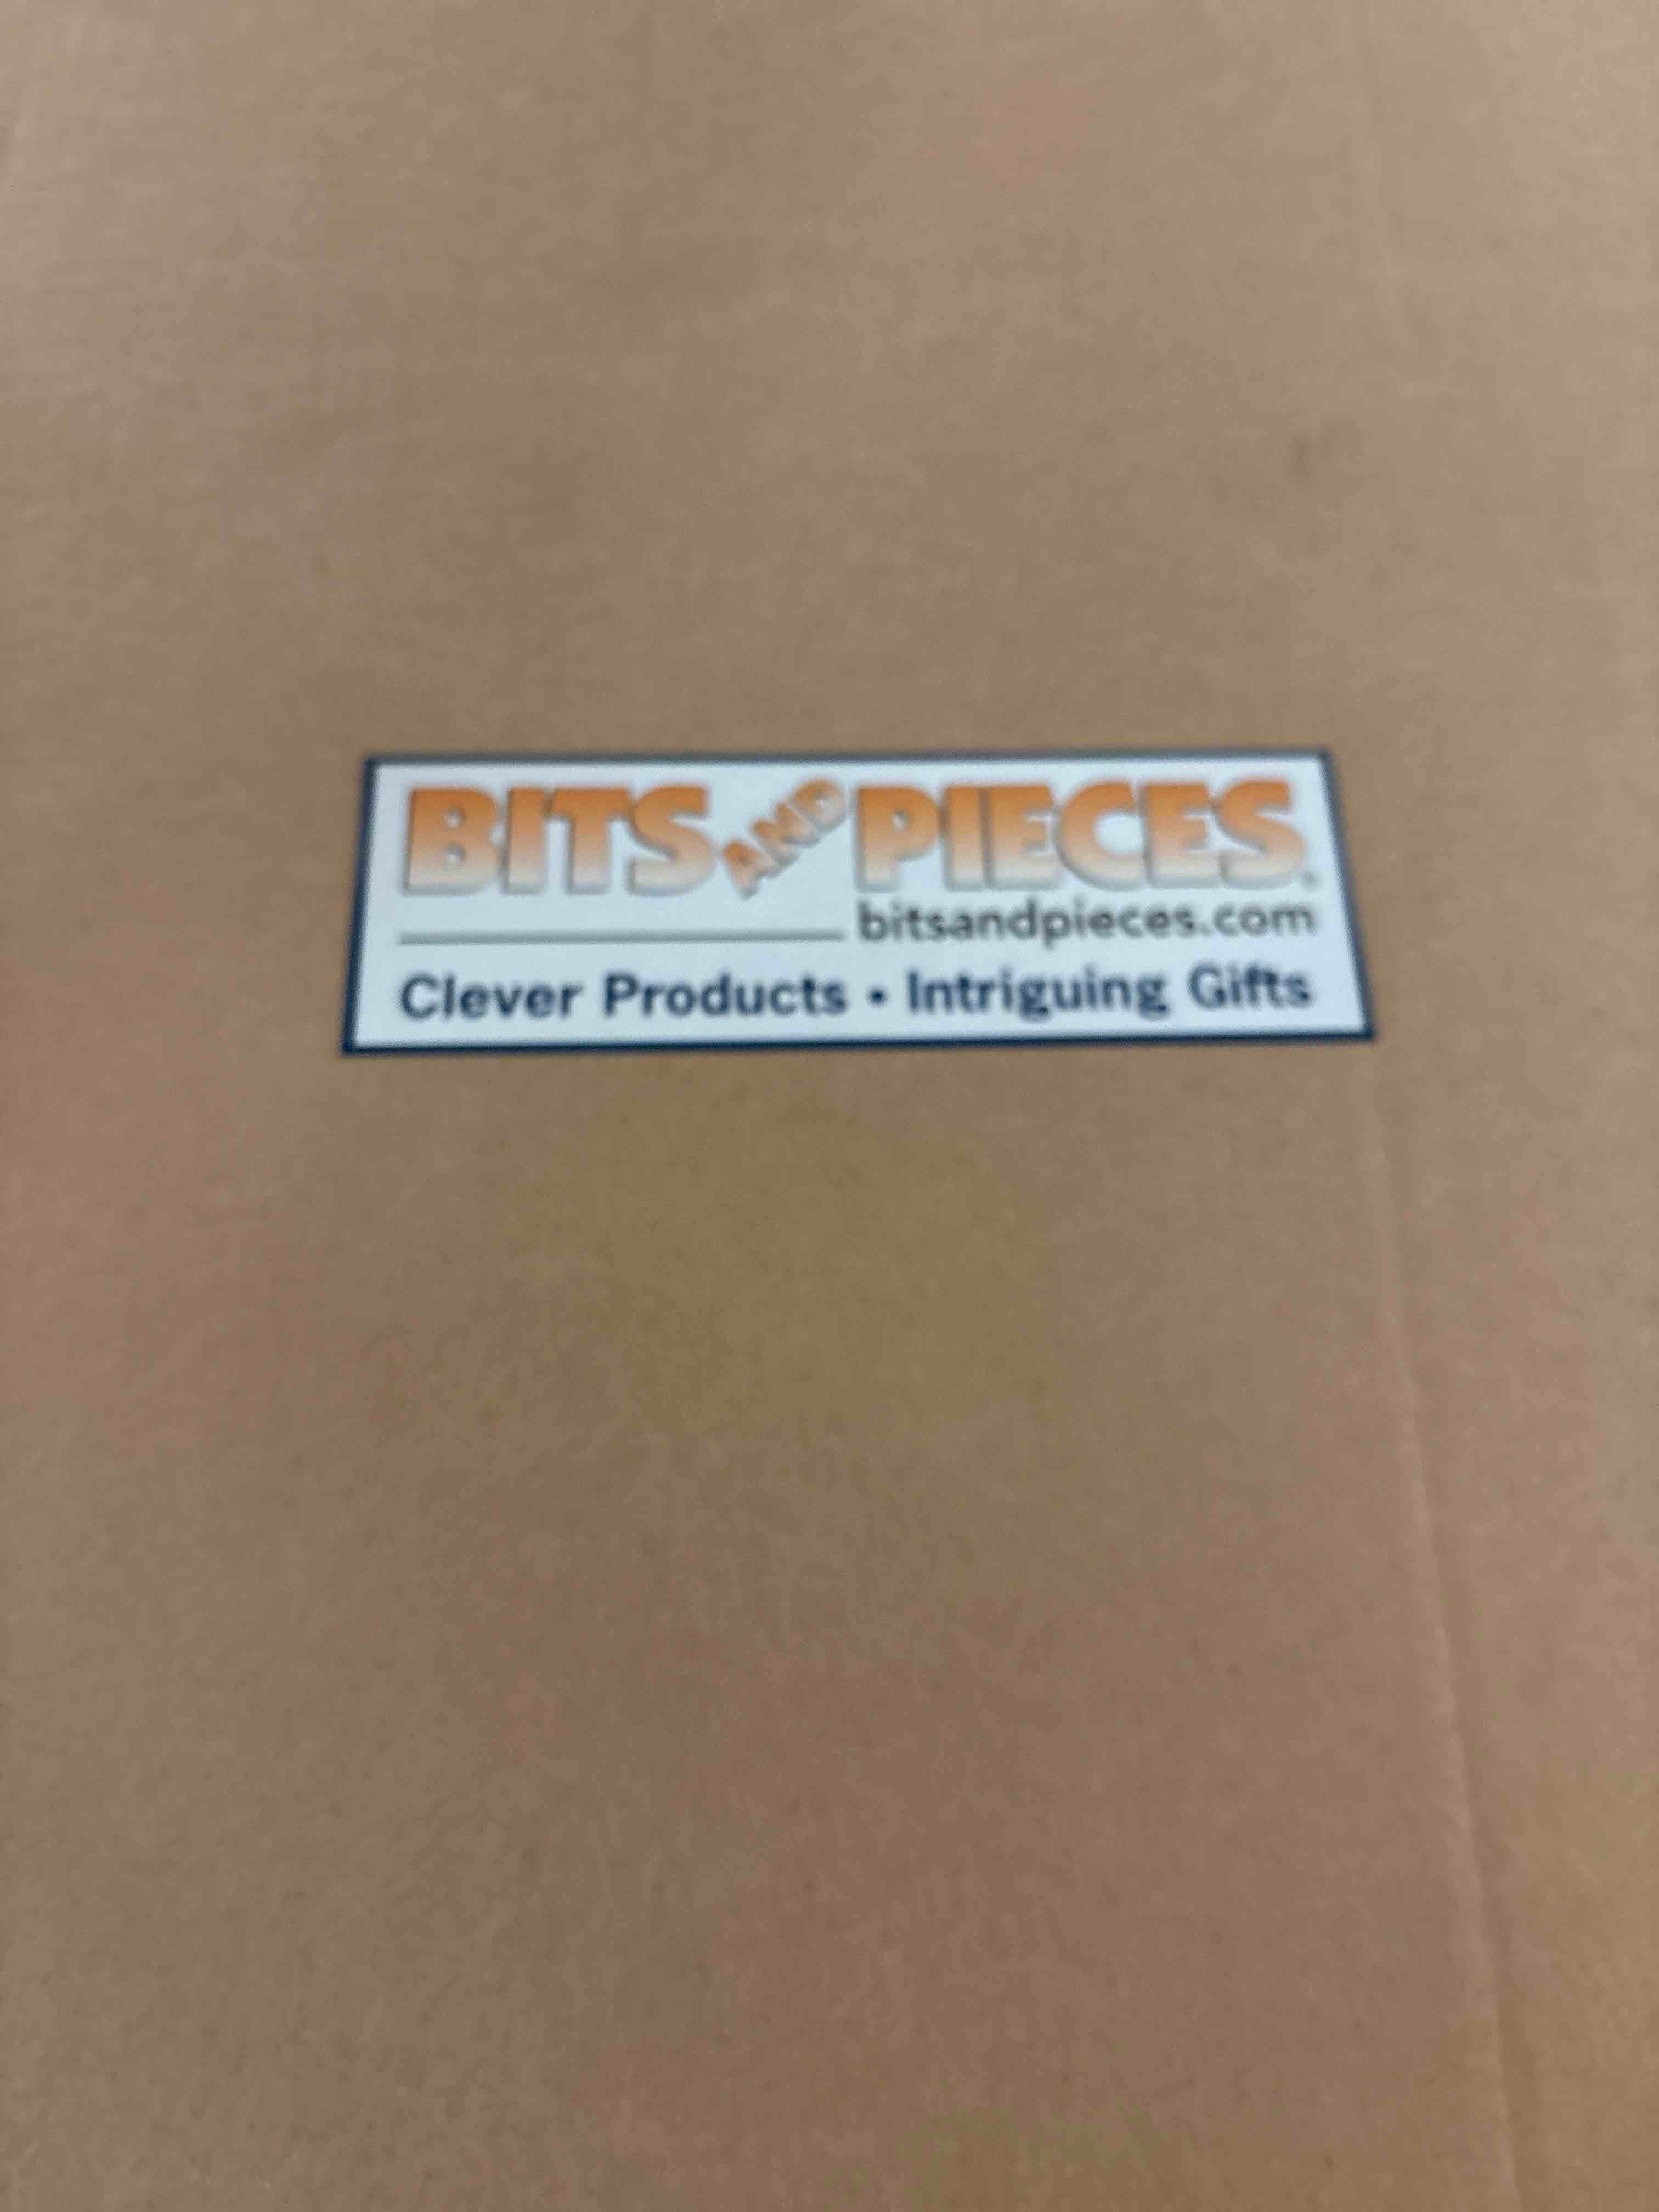 BITS AND PIECES.
bitsandpieces.com
Clever Products • Intriguing Gifts